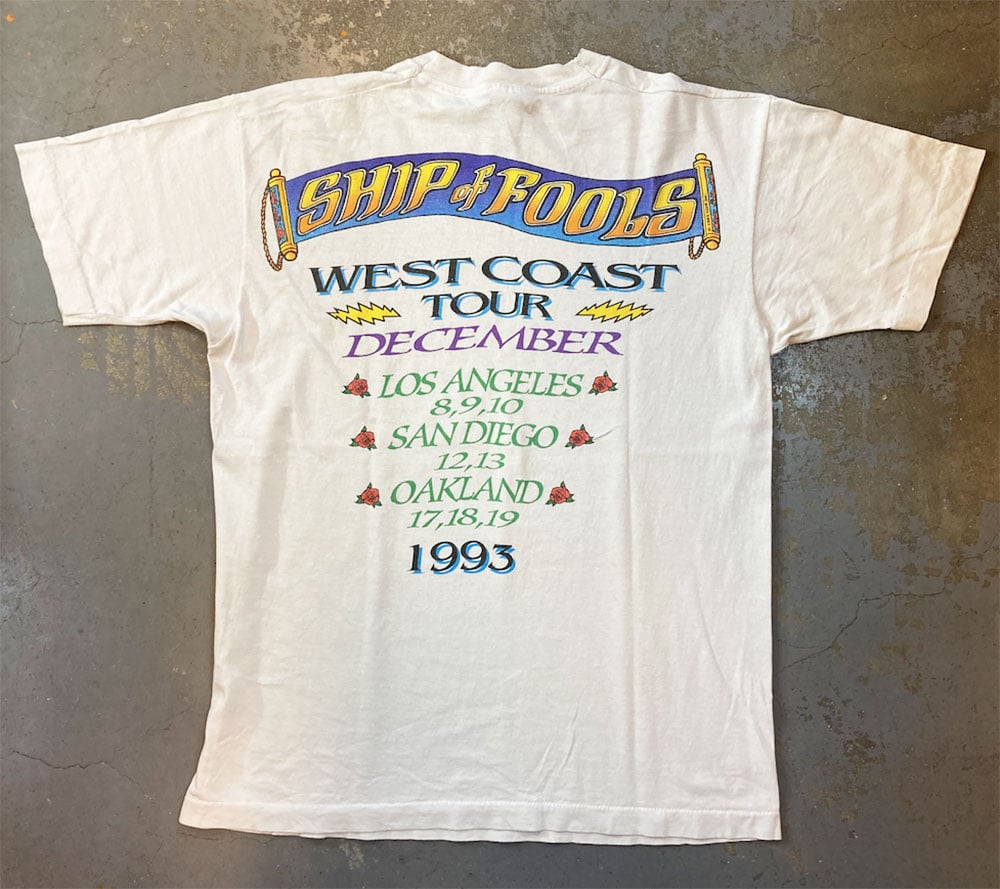 SHIP of FOOLS
WEST COAST
TOUR
DECEMBER
LOS ANGELES
8,9,10
SAN DIEGO
12,13
OAKLAND
17,18,19
1993